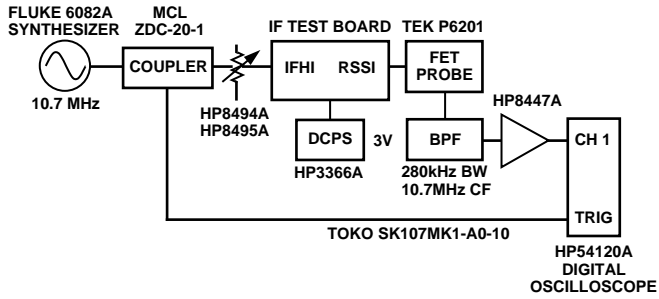 FLUKE 6082A
SYNTHESIZER
10.7 MHz
MCL
ZDC-20-1
COUPLER
HP8494A
HP8495A
IF TEST BOARD
IFHI RSSI
DCPS
3V
HP3366A
TEK P6201
FET
PROBE
BPF
280kHz BW
10.7MHz CF
HP8447A
CH 1
TRIG
TOKO SK107MK1-A0-10
HP54120A
DIGITAL
OSCILLOSCOPE